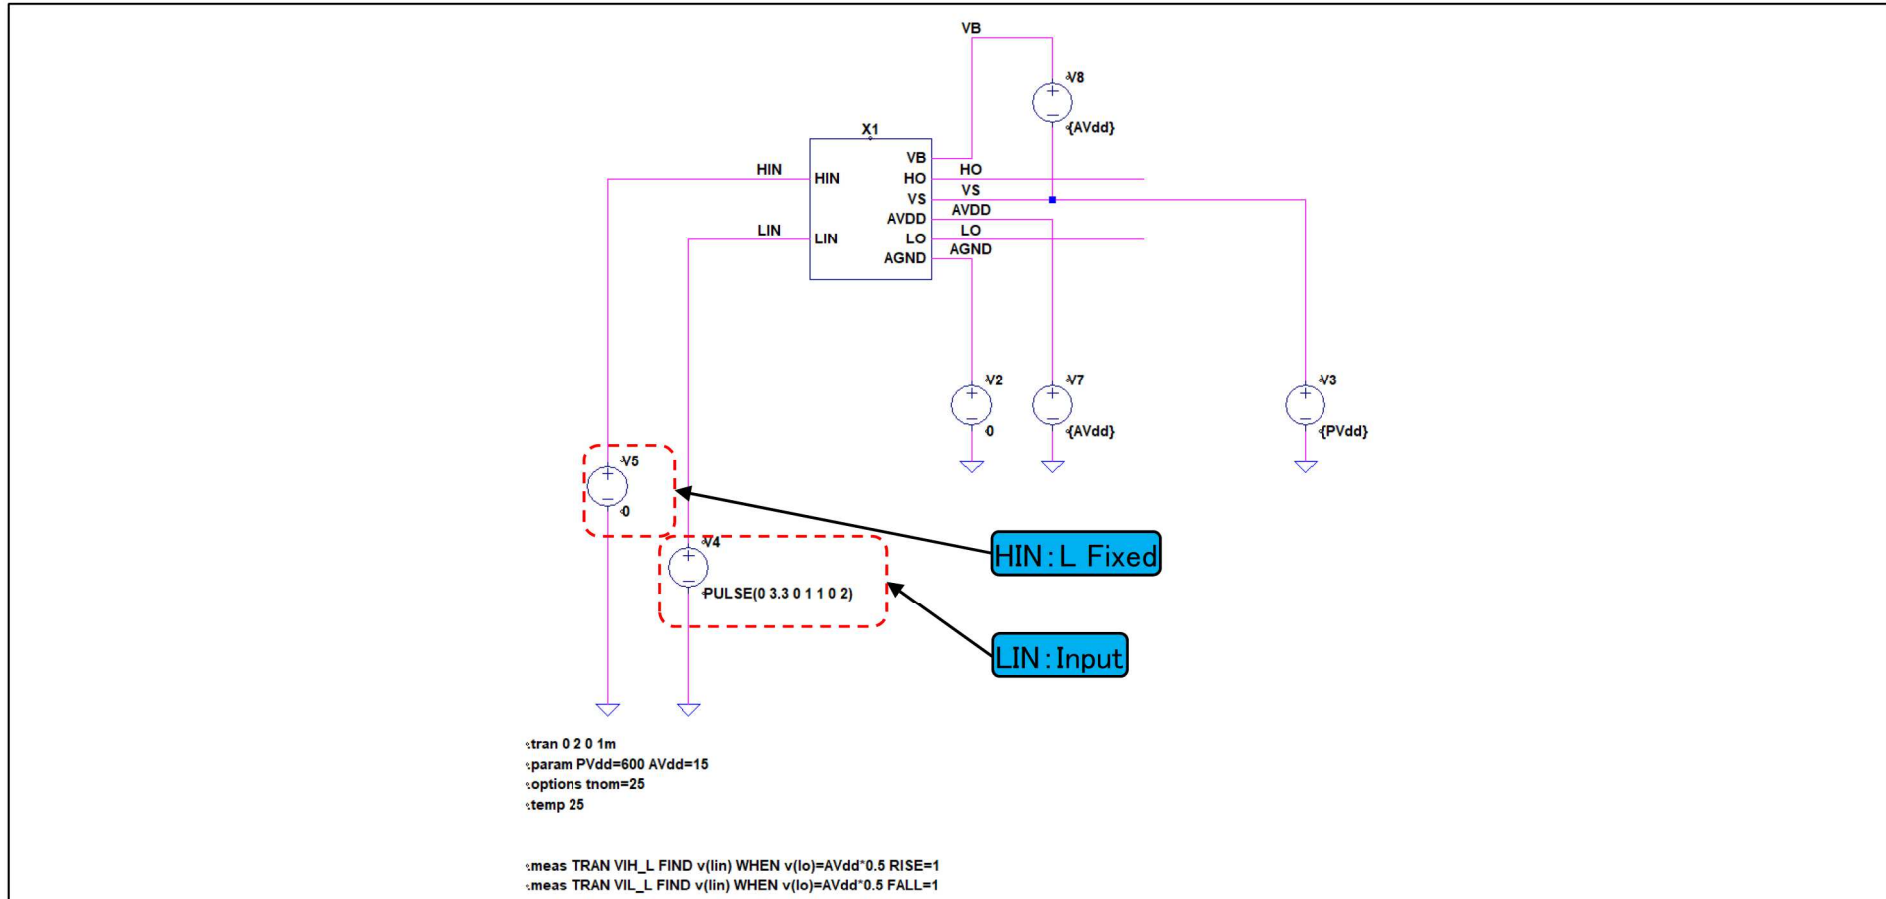 VB
V8
{AVdd}
X1
HIN
HIN
LIN
LIN
VB
HO
VS
AVDD
LO
AGND
HO
VS
AVDD
LO
AGND
V2
0
V7
{AVdd}
V3
{PVdd}
V5
0
V4
PULSE(0 3.3 0 1 1 0 2)
HIN:L Fixed
LIN:Input
.tran 0 2 0 1m
.param PVdd=600 AVdd=15
.options tnom=25
.temp 25
.meas TRAN VIH_L FIND v(lin) WHEN v(lo)=AVdd*0.5 RISE=1
.meas TRAN VIL_L FIND v(lin) WHEN v(lo)=AVdd*0.5 FALL=1